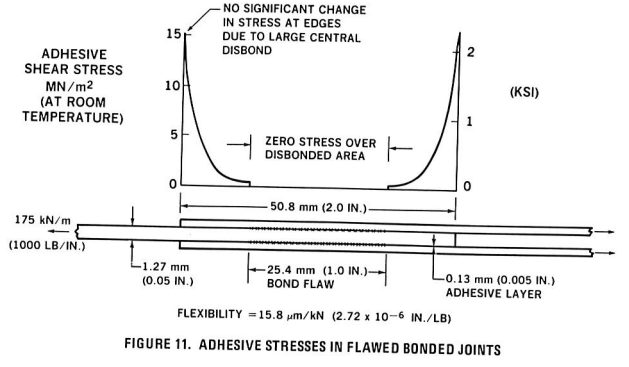 NO SIGNIFICANT CHANGE
IN STRESS AT EDGES
DUE TO LARGE CENTRAL
DISBOND
15
ADHESIVE
SHEAR STRESS
MN/m²
(AT ROOM
TEMPERATURE)
10
5
0
2
1
0
(KSI)
ZERO STRESS OVER
DISBONDED AREA
50.8 mm (2.0 IN.)
175 kN/m
(1000 LB/IN.)
1.27 mm
(0.05 IN.)
25.4 mm (1.0 IN.)
BOND FLAW
0.13 mm (0.005 IN.)
ADHESIVE LAYER
FLEXIBILITY = 15.8 μm/kN (2.72 x 10⁻⁶ IN./LB)
FIGURE 11. ADHESIVE STRESSES IN FLAWED BONDED JOINTS